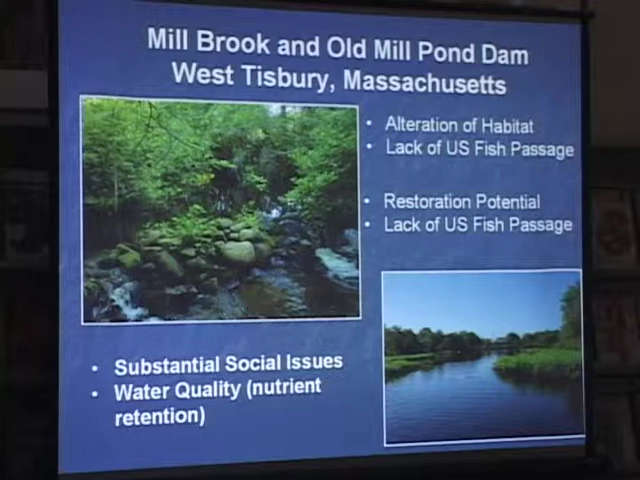 Mill Brook and Old Mill Pond Dam
West Tisbury, Massachusetts
• Alteration of Habitat
• Lack of US Fish Passage
• Restoration Potential
• Lack of US Fish Passage
• Substantial Social Issues
• Water Quality (nutrient
retention)